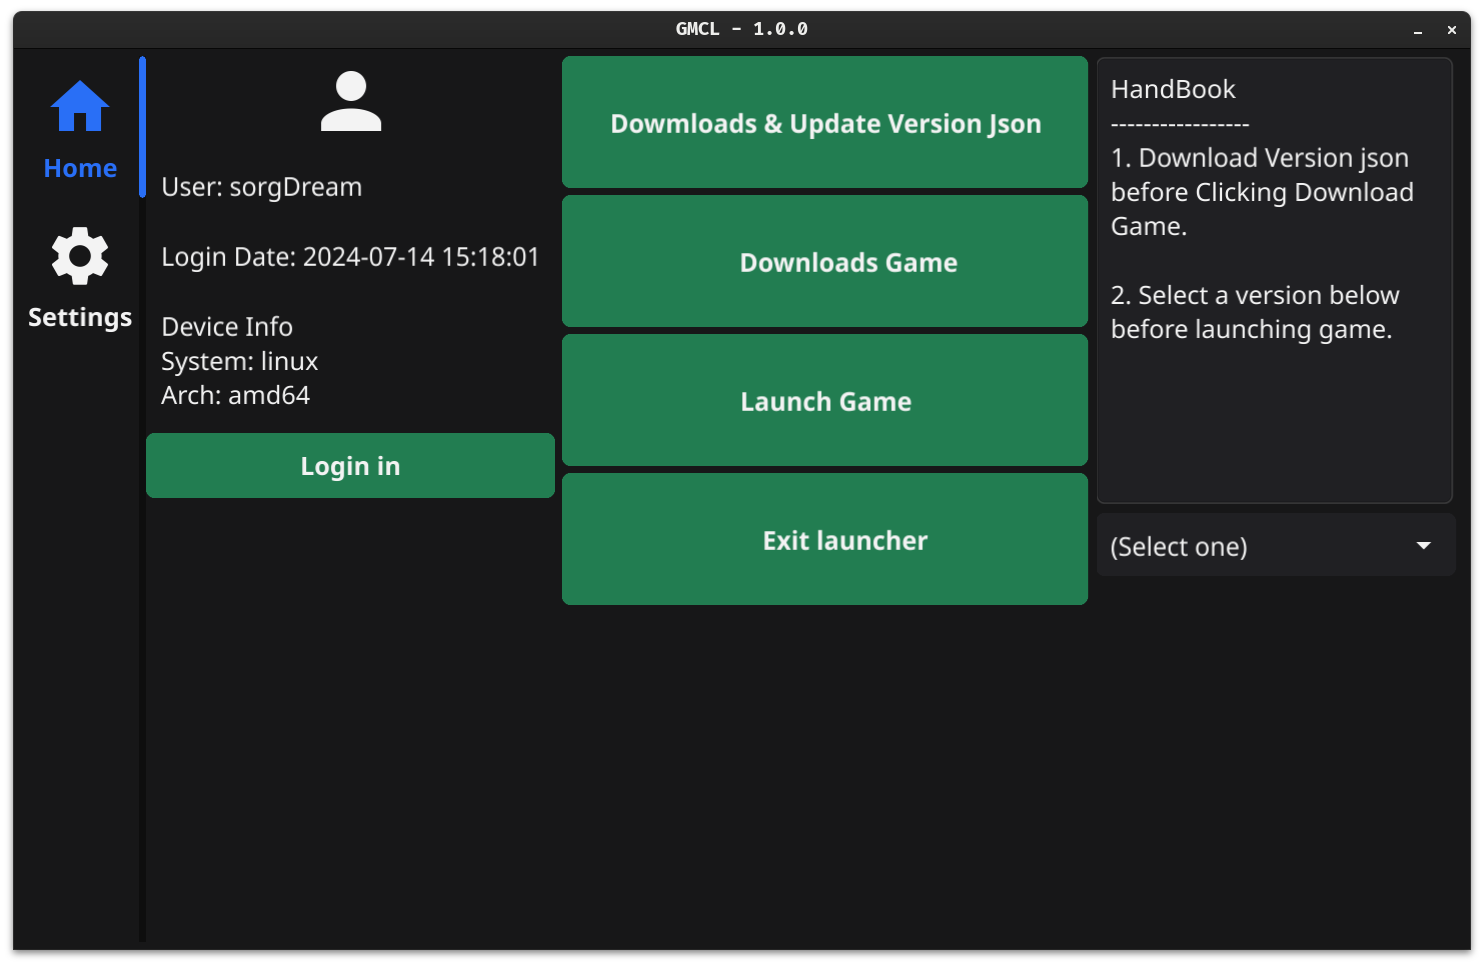 GMCL - 1.0.0
Home
Settings
User: sorgDream
Login Date: 2024-07-14 15:18:01
Device Info
System: linux
Arch: amd64
Login in
Dowmloads & Update Version Json
Downloads Game
Launch Game
Exit launcher
HandBook
-----------------
1. Download Version json
before Clicking Download
Game.
2. Select a version below
before launching game.
(Select one)